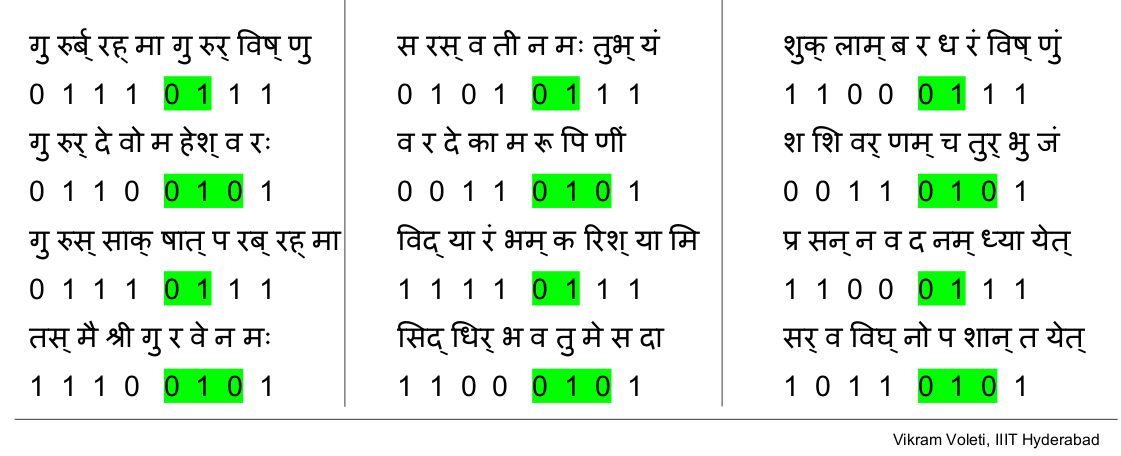 गु रुर्ब् रह् मा गु रुर् विष् णु
0 1 1 1 0 1 1 1
गु रुर् दे वो म हेश् व रः
0 1 1 0 0 1 0 1
गु रुस् साक् षात् प रब् रह् मा
0 1 1 1 0 1 1 1
तस् मै श्री गु र वे न मः
1 1 1 0 0 1 0 1
स रस् व ती न मः तुभ् यं
0 1 0 1 0 1 1 1
व र दे का म रू पि णीं
0 0 1 1 0 1 0 1
विद् या रं भम् क रिश् या मि
1 1 1 1 0 1 1 1
सिद् धिर् भ व तु मे स दा
1 1 0 0 0 1 0 1
शुक् लाम् ब र ध रं विष् णुं
1 1 0 0 0 1 1 1
श शि वर् णम् च तुर् भु जं
0 0 1 1 0 1 0 1
प्र सन् न व द नम् ध्या येत्
1 1 0 0 0 1 1 1
सर् व विघ् नो प शान् त येत्
1 0 1 1 0 1 0 1
Vikram Voleti, IIIT Hyderabad